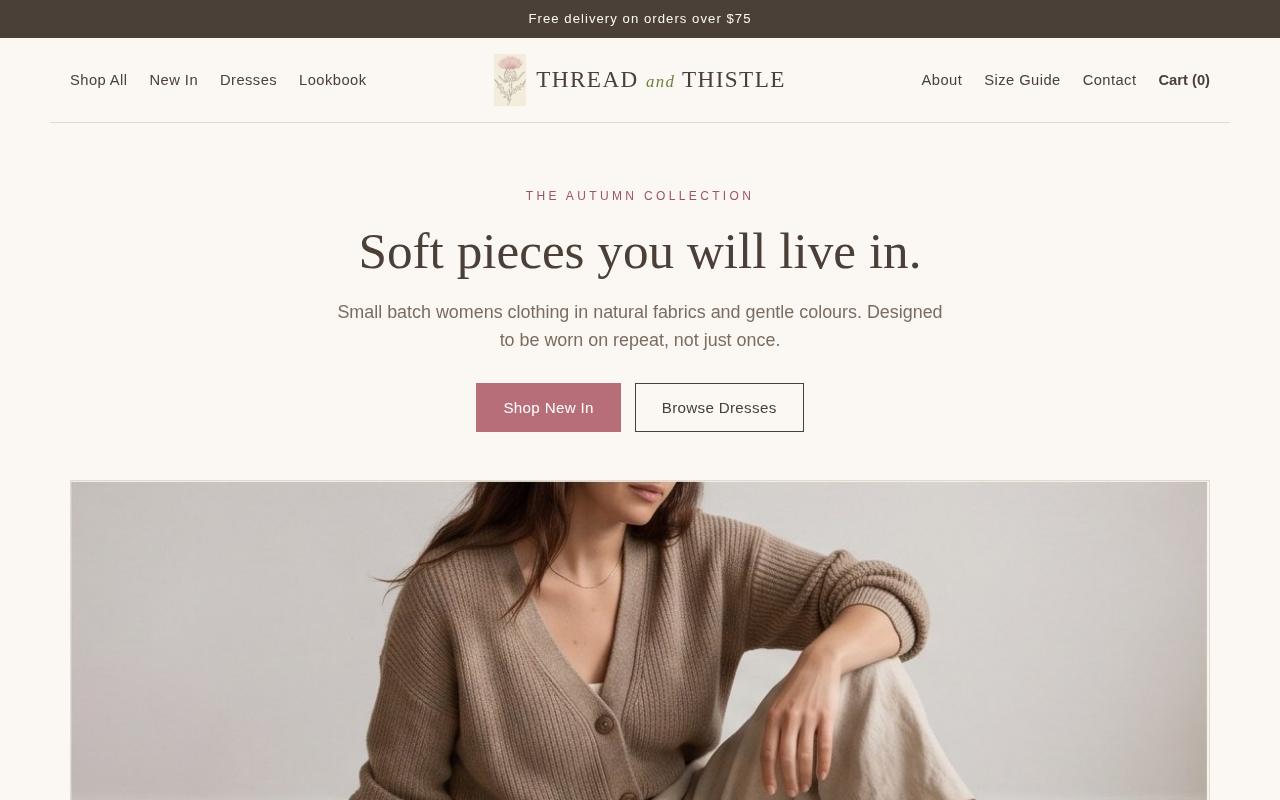 Free delivery on orders over $75
Shop All New In Dresses Lookbook THREAD and THISTLE About Size Guide Contact Cart (0)
THE AUTUMN COLLECTION
Soft pieces you will live in.
Small batch womens clothing in natural fabrics and gentle colours. Designed
to be worn on repeat, not just once.
Shop New In Browse Dresses